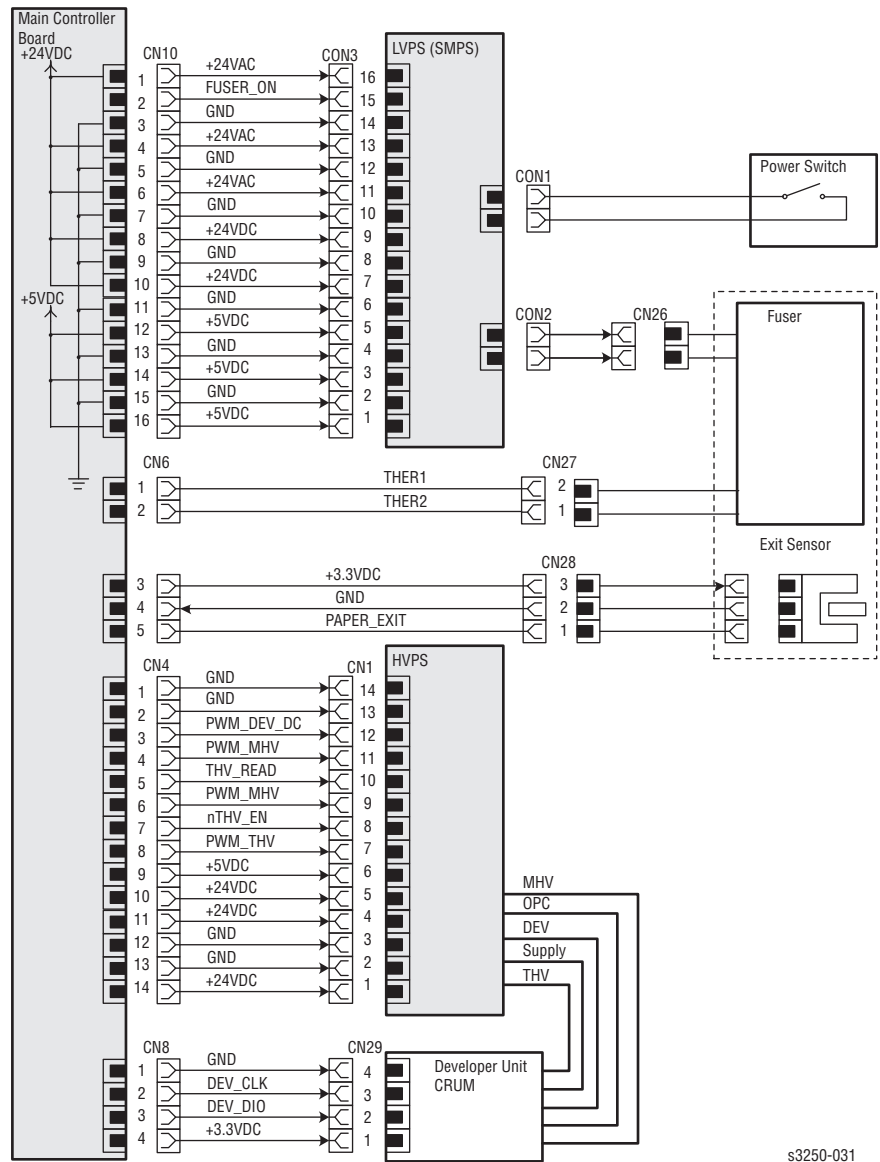 Main Controller
Board
+24VDC
CN10
CON3
LVPS (SMPS)
1 +24VAC 16
2 FUSER_ON 15
3 GND 14
4 +24VAC 13
5 GND 12
6 +24VAC 11
7 GND 10
8 +24VDC 9
9 GND 8
10 +24VDC 7
+5VDC
11 GND 6
12 +5VDC 5
13 GND 4
14 +5VDC 3
15 GND 2
16 +5VDC 1
CON1
Power Switch
CON2
CN26
Fuser
CN6
CN27
1 THER1 2
2 THER2 1
Exit Sensor
CN28
3 +3.3VDC 3
4 GND 2
5 PAPER_EXIT 1
CN4
CN1
HVPS
1 GND 14
2 GND 13
3 PWM_DEV_DC 12
4 PWM_MHV 11
5 THV_READ 10
6 PWM_MHV 9
7 nTHV_EN 8
8 PWM_THV 7
9 +5VDC 6
10 +24VDC 5
11 +24VDC 4
12 GND 3
13 GND 2
14 +24VDC 1
MHV
OPC
DEV
Supply
THV
CN8
CN29
Developer Unit
CRUM
1 GND 4
2 DEV_CLK 3
3 DEV_DIO 2
4 +3.3VDC 1
s3250-031